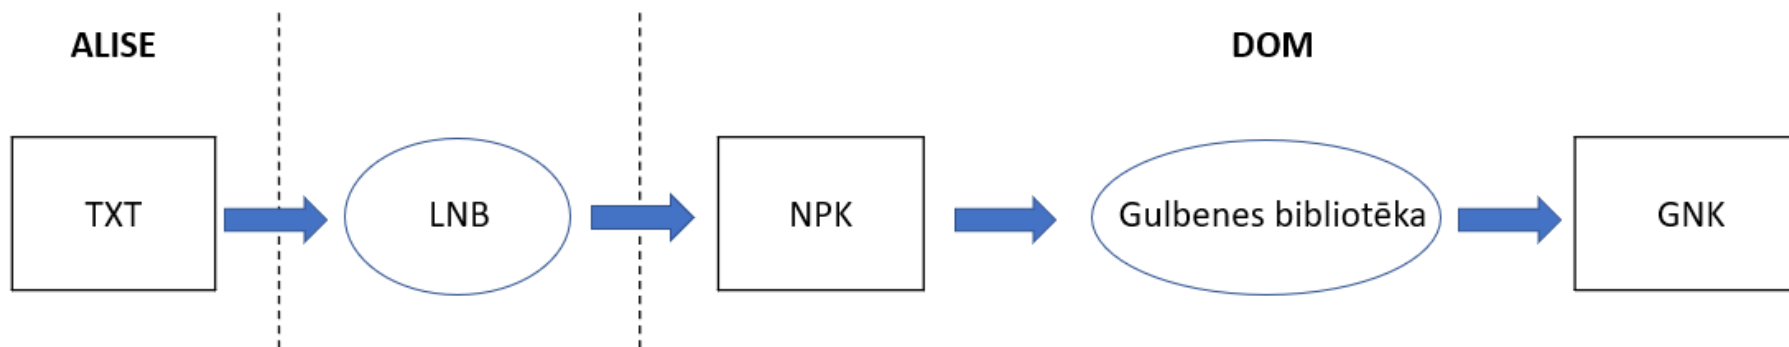 ALISE
DOM
TXT
LNB
NPK
Gulbenes bibliotēka
GNK